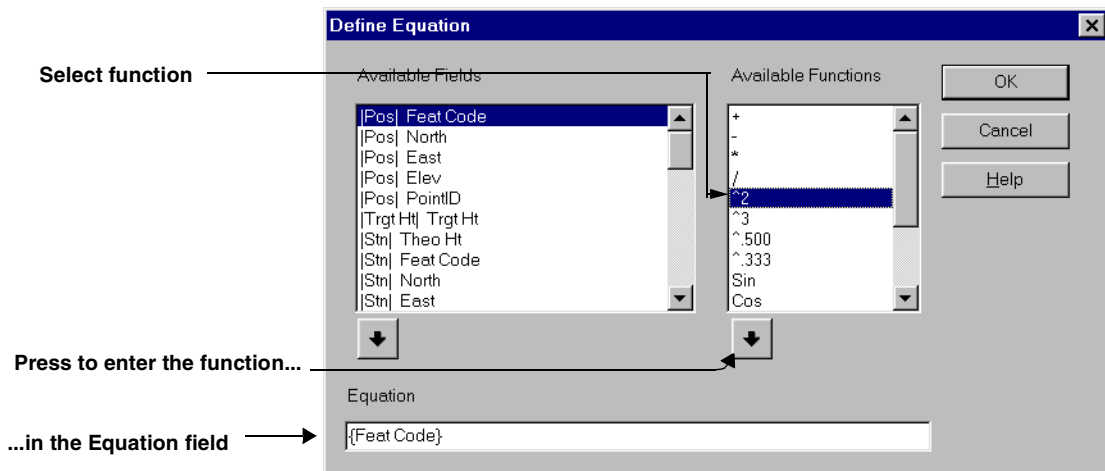 Define Equation
Select function
Available Fields
Available Functions
OK
Cancel
Help
|Pos| Feat Code
|Pos| North
|Pos| East
|Pos| Elev
|Pos| PointID
|Trgt Ht| Trgt Ht
|Stn| Theo Ht
|Stn| Feat Code
|Stn| North
|Stn| East
+
-
*
/
^2
^3
^.500
^.333
Sin
Cos
Press to enter the function...
Equation
...in the Equation field
{Feat Code}